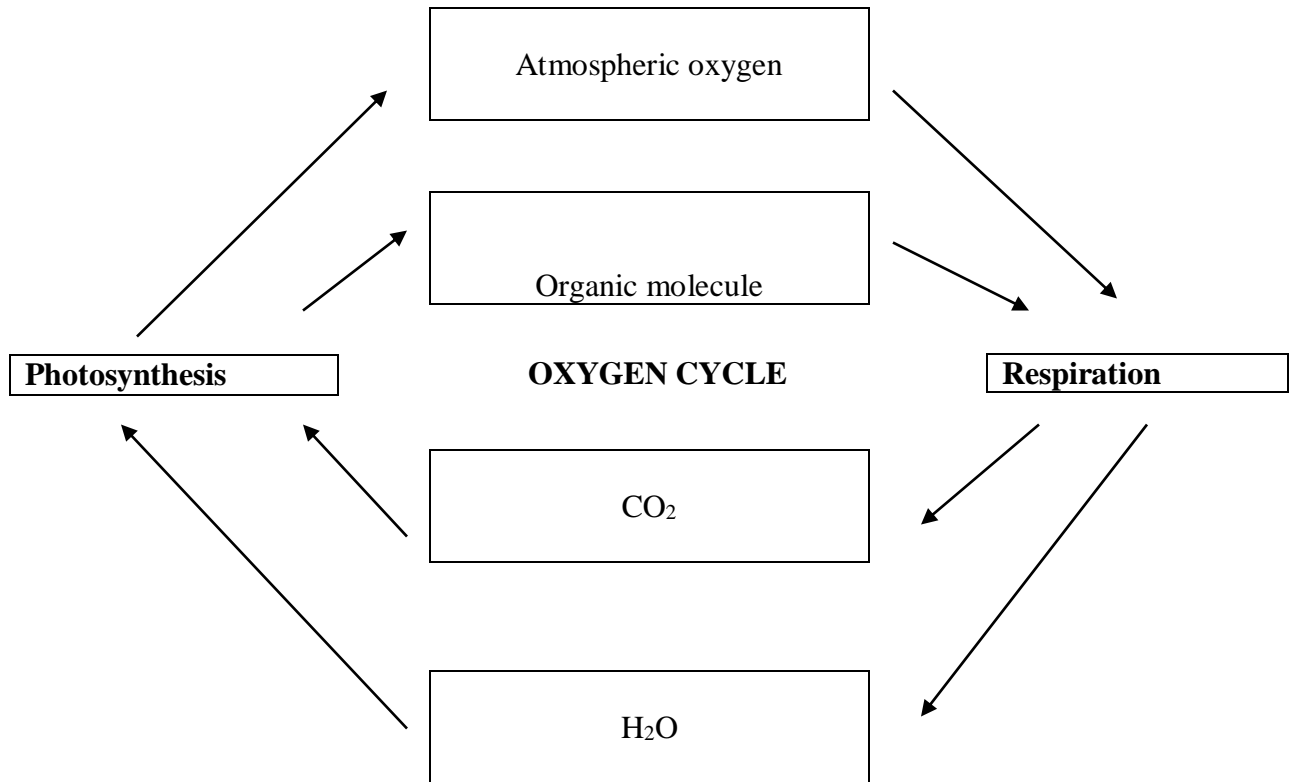 Atmospheric oxygen
Organic molecule
Photosynthesis
OXYGEN CYCLE
Respiration
CO₂
H₂O